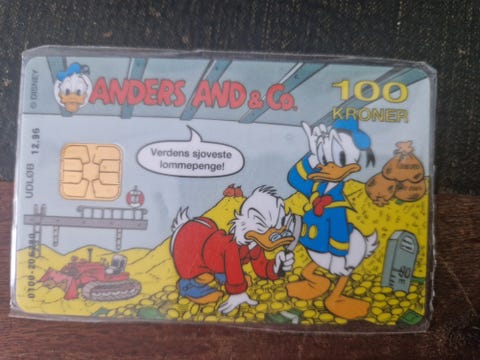 ANDERS AND & Co.
100
KRONER
Verdens sjoveste
lommepenge!
© DISNEY
UDLØB 12.96